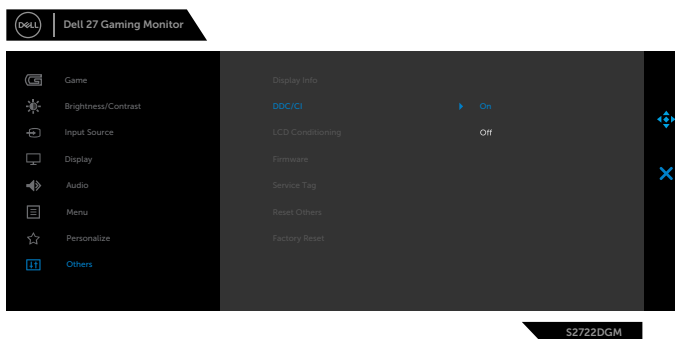 DELL
Dell 27 Gaming Monitor
Game
Display Info
Brightness/Contrast
DDC/CI
On
Input Source
LCD Conditioning
Off
Display
Firmware
Audio
Service Tag
Menu
Reset Others
Personalize
Factory Reset
Others
S2722DGM